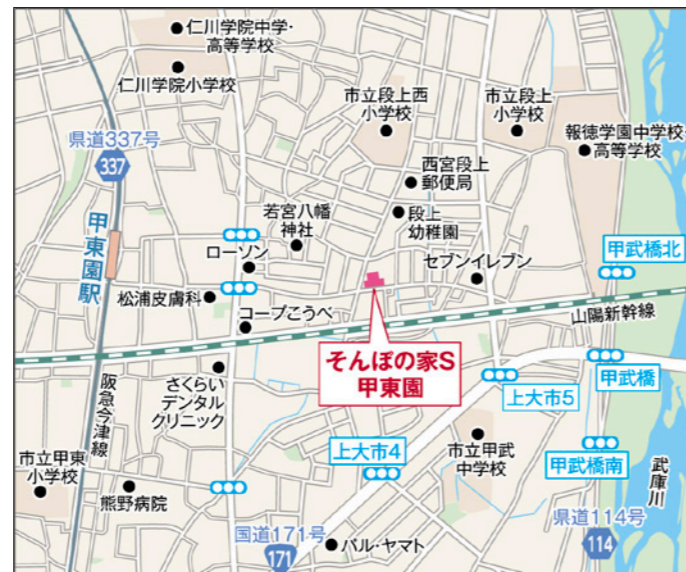 仁川学院中学・
高等学校
仁川学院小学校
市立段上西
小学校
市立段上
小学校
報徳学園中学校・
高等学校
県道337号
337
西宮段上
郵便局
若宮八幡
神社
段上
幼稚園
甲東園駅
ローソン
セブンイレブン
甲武橋北
松浦皮膚科
コープこうべ
山陽新幹線
そんぽの家S
甲東園
甲武橋
阪急今津線
さくらい
デンタル
クリニック
上大市5
上大市4
市立甲武
中学校
甲武橋南
武庫川
市立甲東
小学校
熊野病院
国道171号
171
バル・ヤマト
県道114号
114